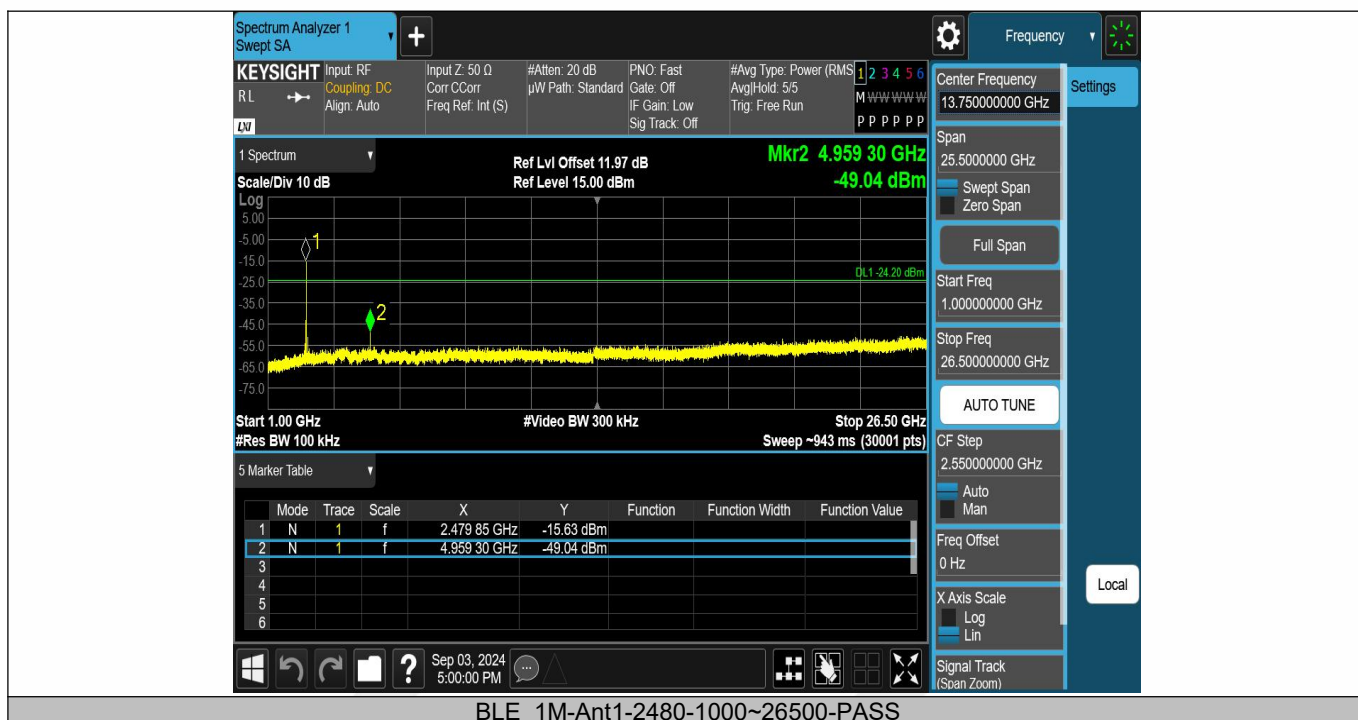 Spectrum Analyzer 1
Swept SA
+
Frequency
KEYSIGHT
RL
LXI
Input: RF
Coupling: DC
Align: Auto
Input Z: 50 Ω
Corr CCorr
Freq Ref: Int (S)
#Atten: 20 dB
µW Path: Standard
PNO: Fast
Gate: Off
IF Gain: Low
Sig Track: Off
#Avg Type: Power (RMS
Avg|Hold: 5/5
Trig: Free Run
1 2 3 4 5 6
M W W W W W
P P P P P P
1 Spectrum
Scale/Div 10 dB
Ref Lvl Offset 11.97 dB
Ref Level 15.00 dBm
Mkr2 4.959 30 GHz
-49.04 dBm
Log
5.00
-5.00
-15.0
-25.0
-35.0
-45.0
-55.0
-65.0
-75.0
1
2
DL1 -24.20 dBm
Start 1.00 GHz
#Res BW 100 kHz
#Video BW 300 kHz
Stop 26.50 GHz
Sweep ~943 ms (30001 pts)
5 Marker Table
Mode Trace Scale X Y Function Function Width Function Value
1 N 1 f 2.479 85 GHz -15.63 dBm
2 N 1 f 4.959 30 GHz -49.04 dBm
3
4
5
6
Sep 03, 2024
5:00:00 PM
?
Center Frequency
13.750000000 GHz
Settings
Span
25.5000000 GHz
Swept Span
Zero Span
Full Span
Start Freq
1.000000000 GHz
Stop Freq
26.500000000 GHz
AUTO TUNE
CF Step
2.550000000 GHz
Auto
Man
Freq Offset
0 Hz
X Axis Scale
Log
Lin
Local
Signal Track
(Span Zoom)
BLE_1M-Ant1-2480-1000~26500-PASS